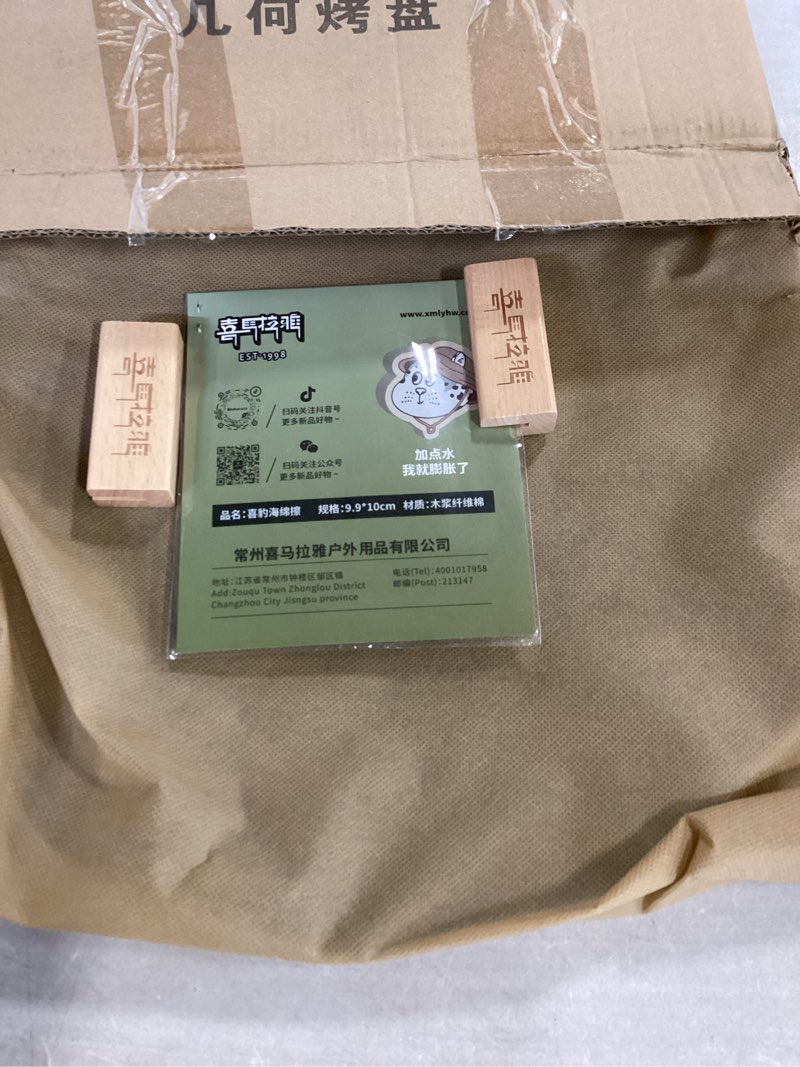 几何烤盘
喜马拉雅
EST·1998
www.xmlyhw.c
喜马拉雅
喜马拉雅
扫码关注抖音号
更多新品好物~
扫码关注公众号
更多新品好物~
加点水
我就膨胀了
品名:喜豹海绵擦 规格:9.9*10cm 材质:木浆纤维棉
常州喜马拉雅户外用品有限公司
地址:江苏省常州市钟楼区邹区镇
Add:Zouqu Town Zhonglou District
Changzhou City Jisngsu province
电话(Tel):4001017958
邮编(Post):213147